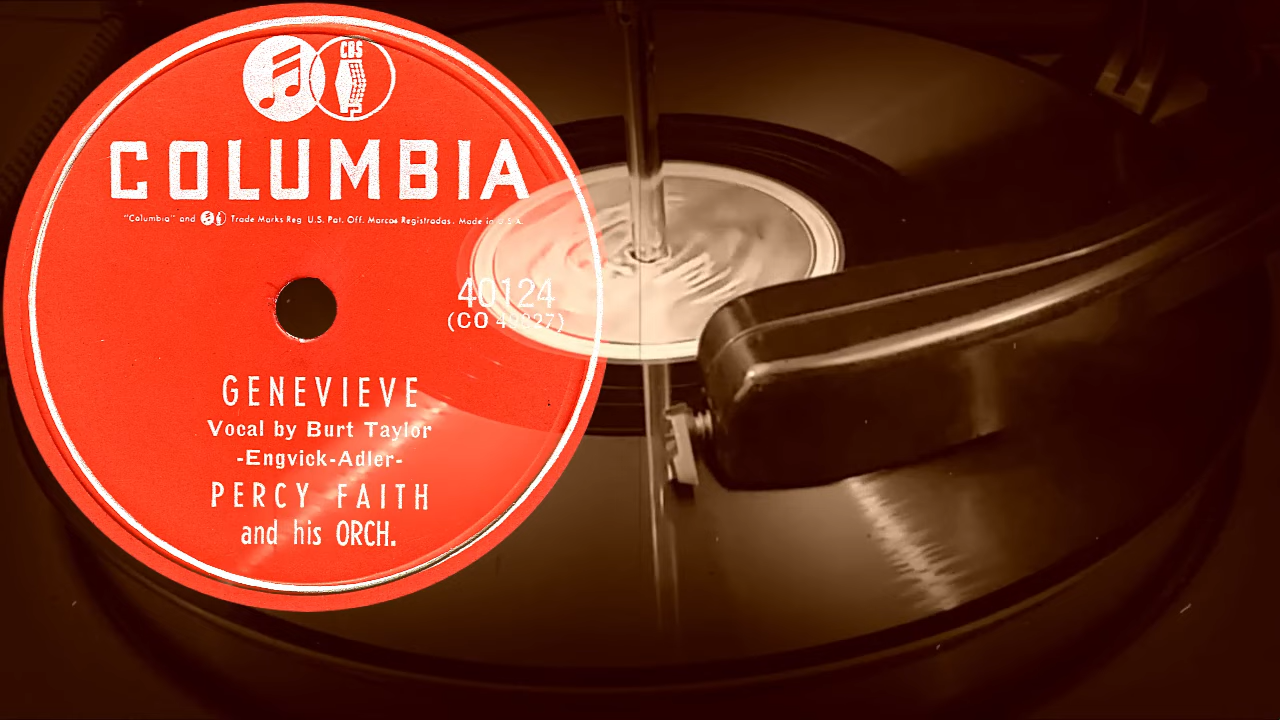 CBS
COLUMBIA
"Columbia" and Trade Marks Reg. U.S. Pat. Off. Marcas Registradas. Made in U.S.A.
40124
(CO
GENEVIEVE
Vocal by Burt Taylor
-Engvick-Adler-
PERCY FAITH
and his ORCH.